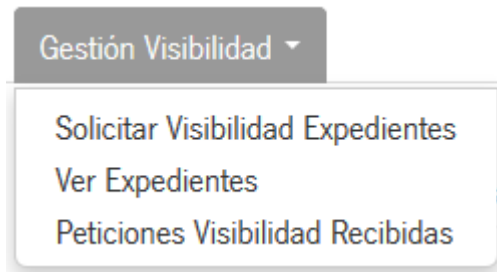 Gestión Visibilidad
Solicitar Visibilidad Expedientes
Ver Expedientes
Peticiones Visibilidad Recibidas